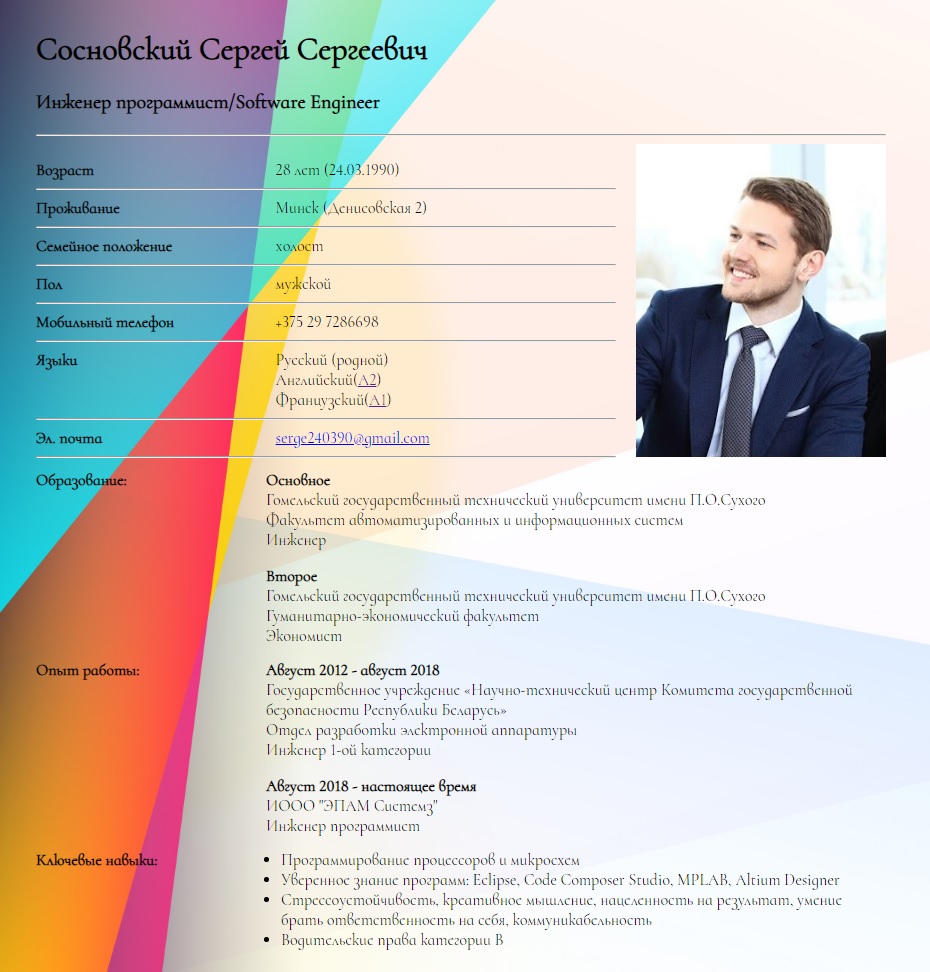 Сосновский Сергей Сергеевич
Инженер программист/Software Engineer
Возраст 28 лет (24.03.1990)
Проживание Минск (Денисовская 2)
Семейное положение холост
Пол мужской
Мобильный телефон +375 29 7286698
Языки Русский (родной)
Английский(A2)
Французский(A1)
Эл. почта serge240390@gmail.com
Образование: Основное
Гомельский государственный технический университет имени П.О.Сухого
Факультет автоматизированных и информационных систем
Инженер
Второе
Гомельский государственный технический университет имени П.О.Сухого
Гуманитарно-экономический факультет
Экономист
Опыт работы: Август 2012 - август 2018
Государственное учреждение «Научно-технический центр Комитета государственной
безопасности Республики Беларусь»
Отдел разработки электронной аппаратуры
Инженер 1-ой категории
Август 2018 - настоящее время
ИООО "ЭПАМ Системз"
Инженер программист
Ключевые навыки: • Программирование процессоров и микросхем
• Уверенное знание программ: Eclipse, Code Composer Studio, MPLAB, Altium Designer
• Стрессоустойчивость, креативное мышление, нацеленность на результат, умение
брать ответственность на себя, коммуникабельность
• Водительские права категории В